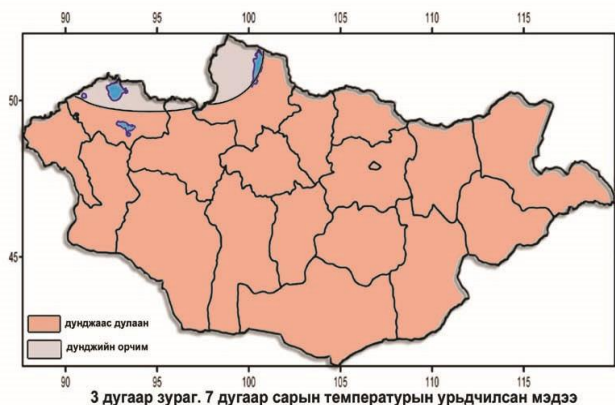 90 95 100 105 110 115
50
45
дунджаас дулаан
дунджийн орчим
90 95 100 105 110 115
3 дугаар зураг. 7 дугаар сарын температурын урьдчилсан мэдээ